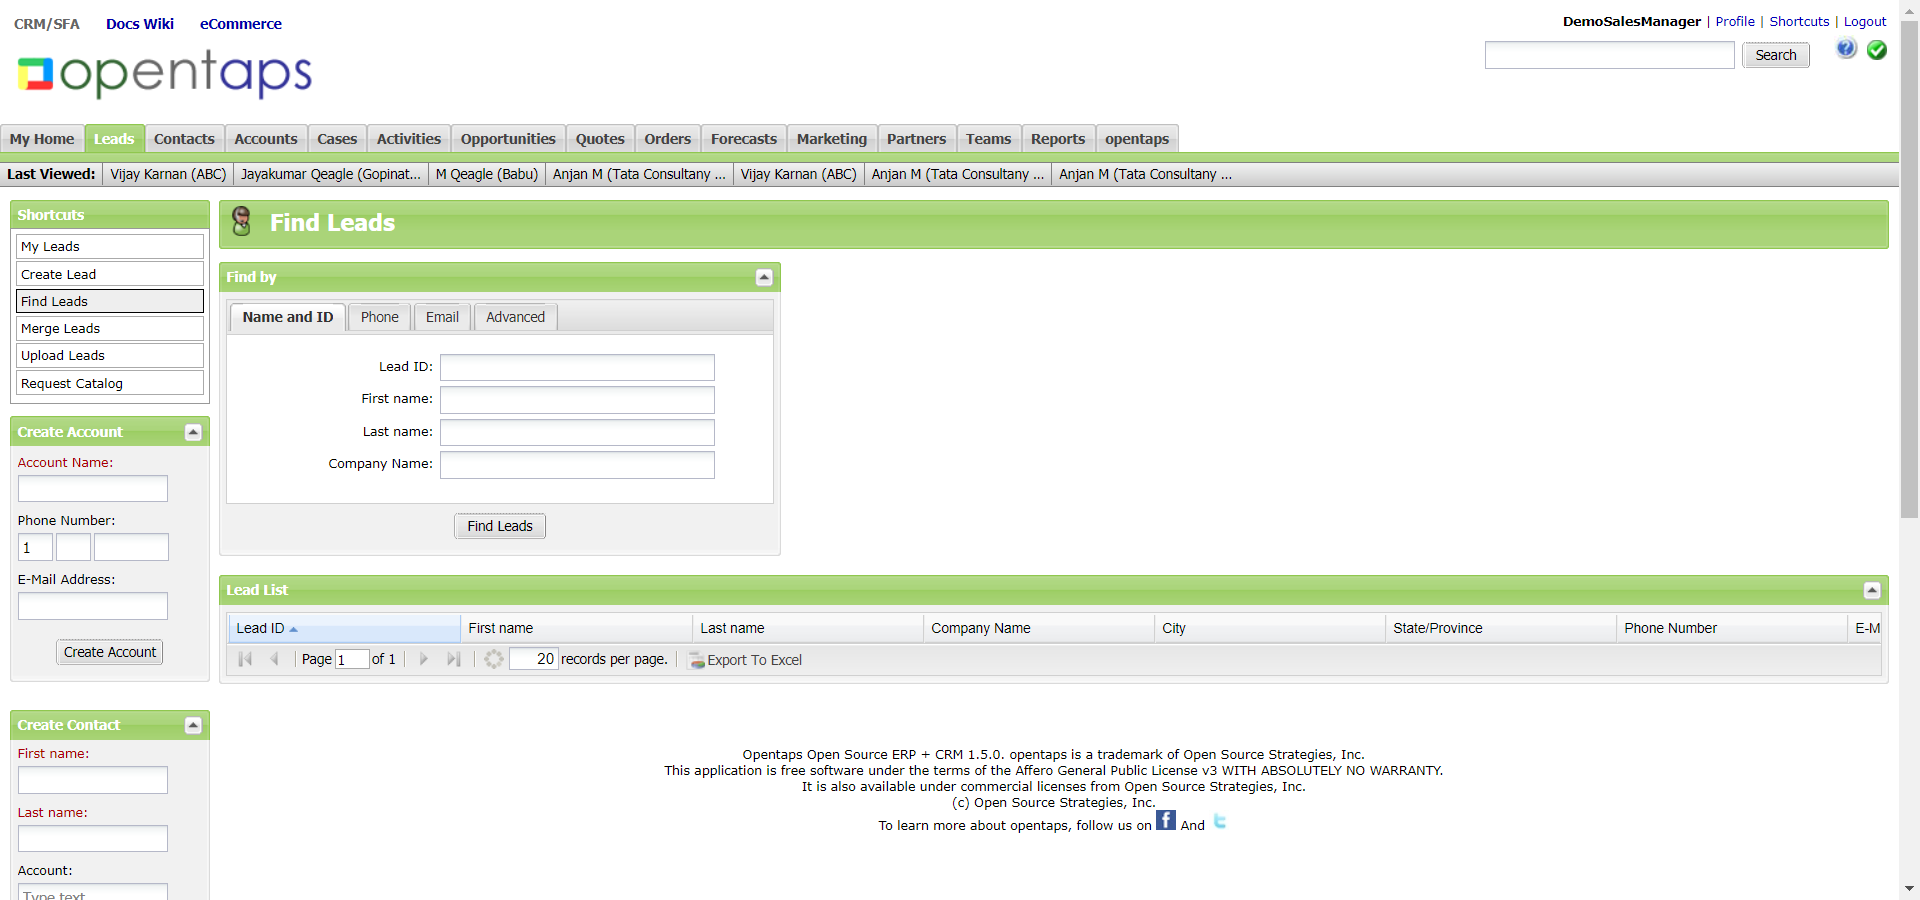 CRM/SFA Docs Wiki eCommerce
DemoSalesManager | Profile | Shortcuts | Logout
opentaps
Search
My Home Leads Contacts Accounts Cases Activities Opportunities Quotes Orders Forecasts Marketing Partners Teams Reports opentaps
Last Viewed: Vijay Karnan (ABC) Jayakumar Qeagle (Gopinat... M Qeagle (Babu) Anjan M (Tata Consultany ... Vijay Karnan (ABC) Anjan M (Tata Consultany ... Anjan M (Tata Consultany ...
Shortcuts
My Leads
Create Lead
Find Leads
Merge Leads
Upload Leads
Request Catalog
Create Account
Account Name:
Phone Number:
1
E-Mail Address:
Create Account
Create Contact
First name:
Last name:
Account:
Type text
Find Leads
Find by
Name and ID Phone Email Advanced
Lead ID:
First name:
Last name:
Company Name:
Find Leads
Lead List
Lead ID First name Last name Company Name City State/Province Phone Number E-M
Page 1 of 1 20 records per page. Export To Excel
Opentaps Open Source ERP + CRM 1.5.0. opentaps is a trademark of Open Source Strategies, Inc.
This application is free software under the terms of the Affero General Public License v3 WITH ABSOLUTELY NO WARRANTY.
It is also available under commercial licenses from Open Source Strategies, Inc.
(c) Open Source Strategies, Inc.
To learn more about opentaps, follow us on f And t